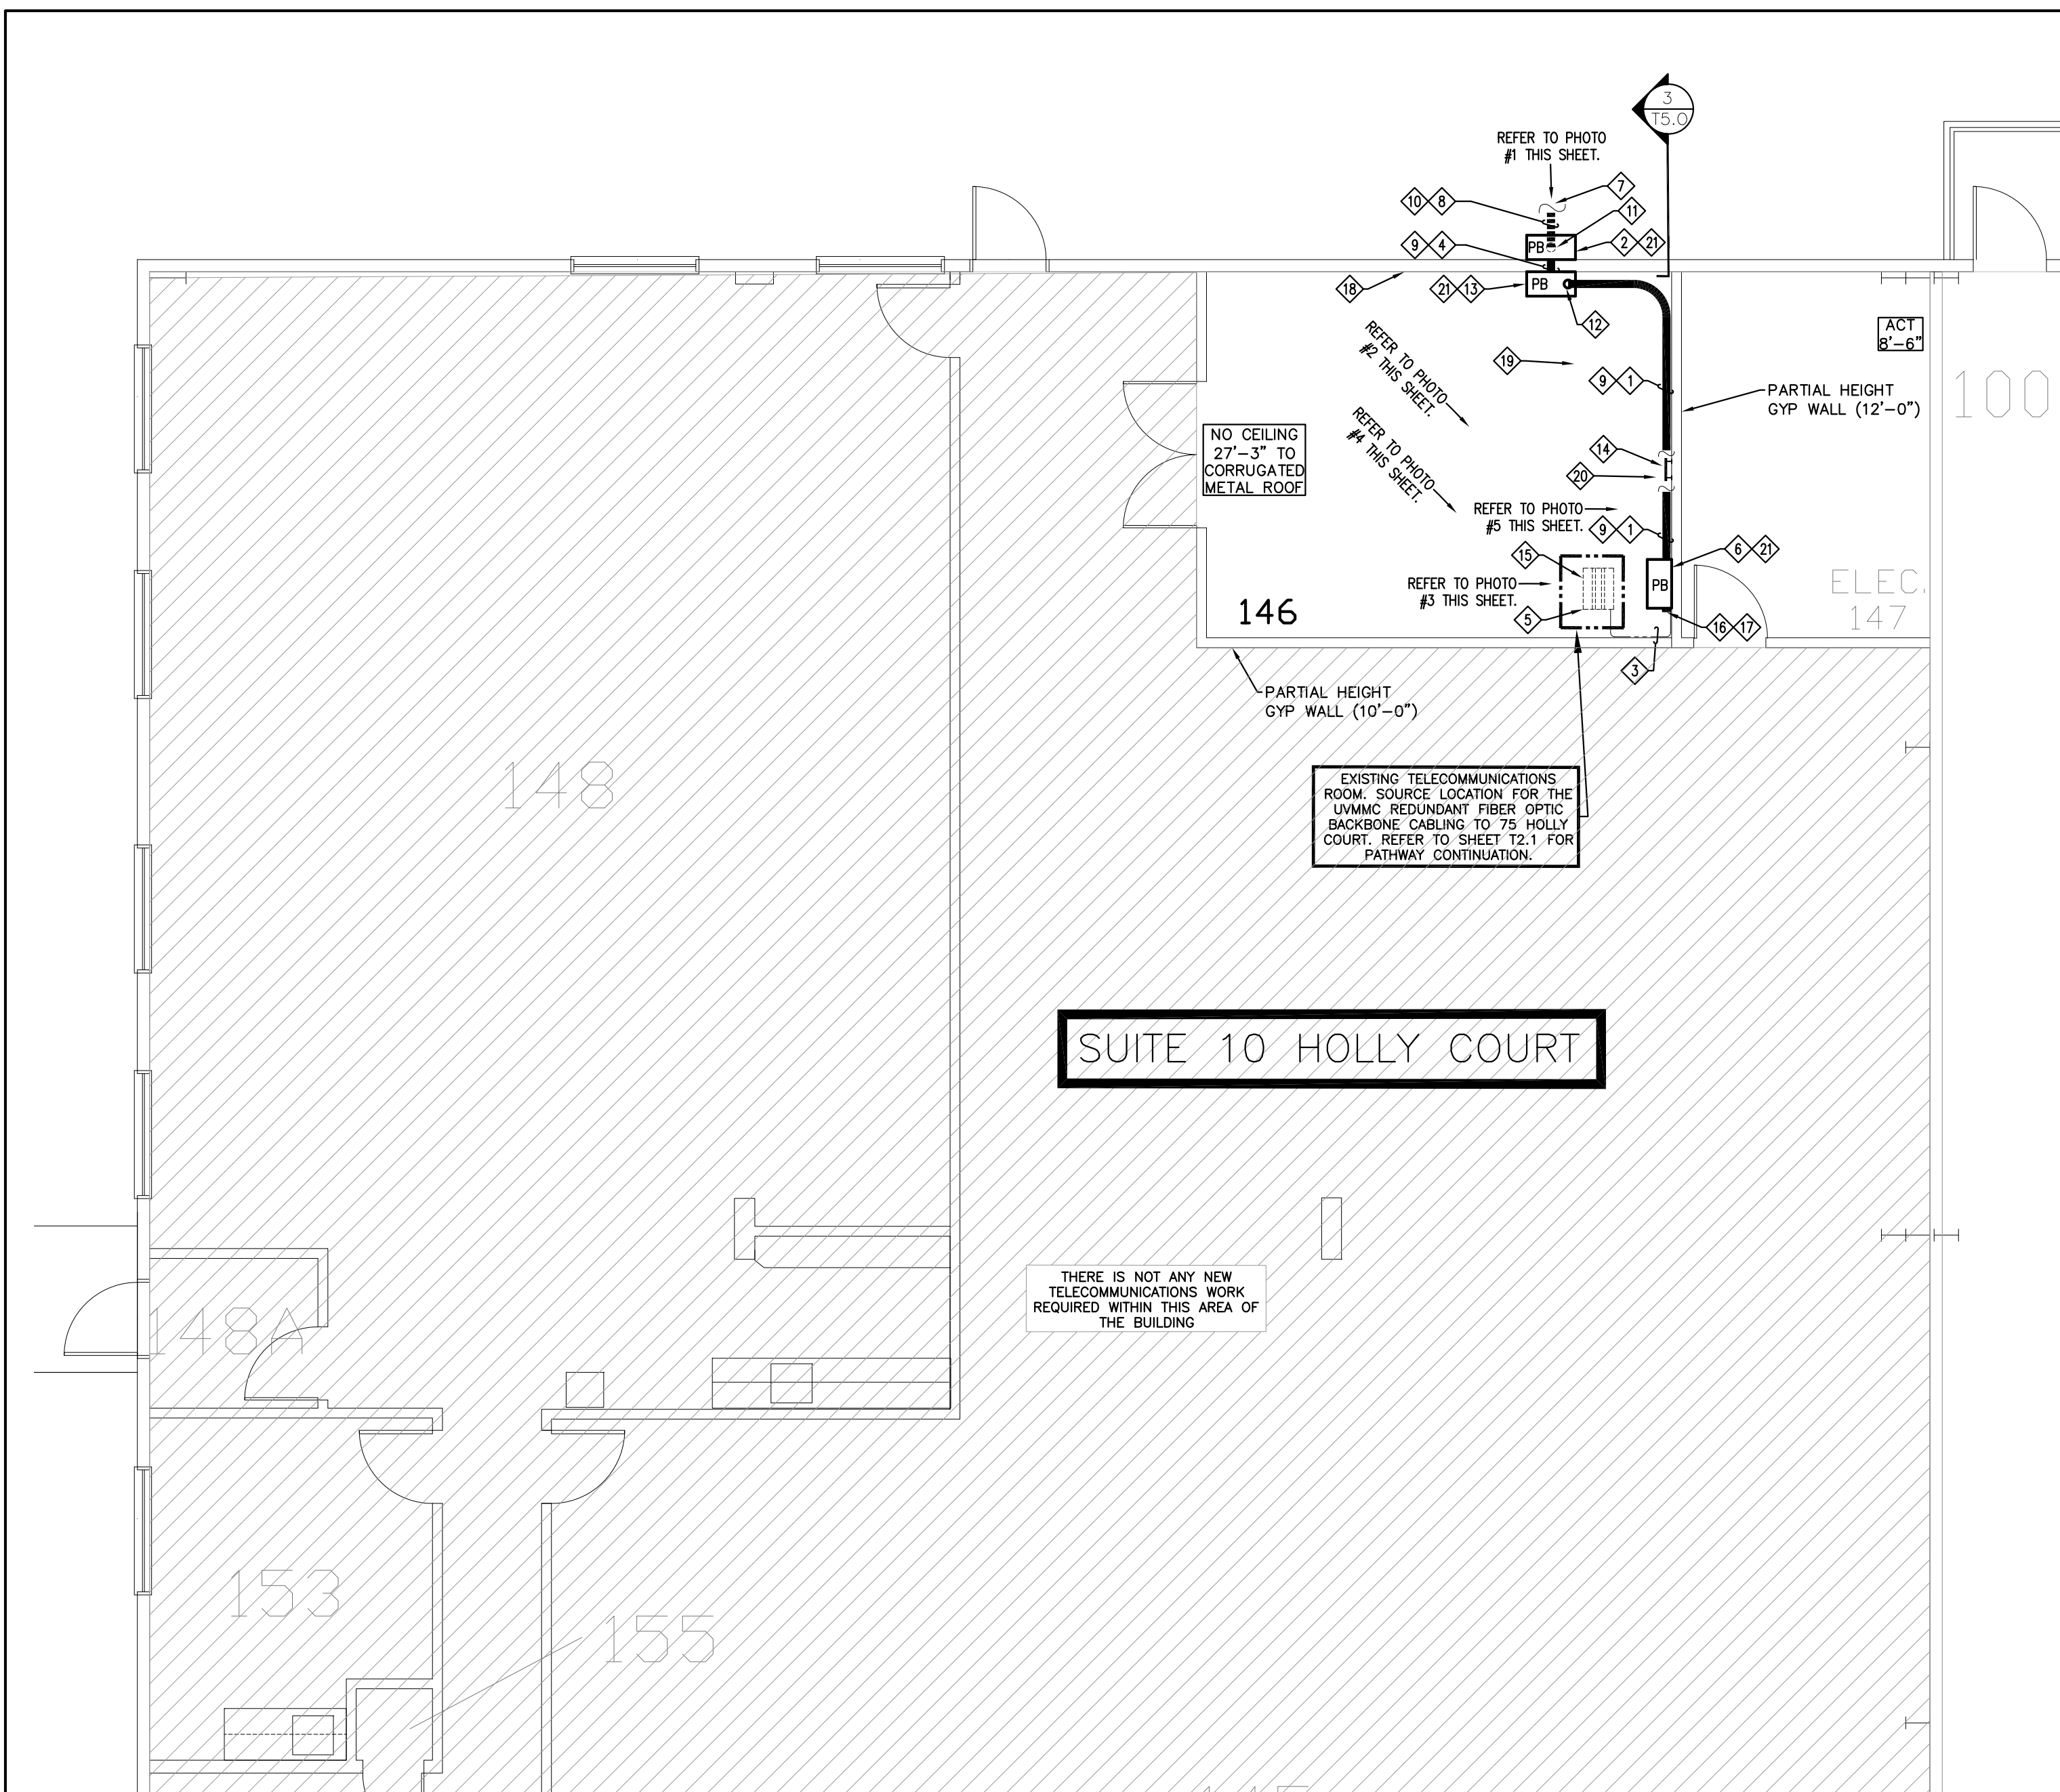 3
T5.0
REFER TO PHOTO
#1 THIS SHEET.
7
10 8
11
9 4
PB
2 21
18
21 13
PB
12
REFER TO PHOTO
#2 THIS SHEET.
19
9 1
ACT
8'-6"
PARTIAL HEIGHT
GYP WALL (12'-0")
100
NO CEILING
27'-3" TO
CORRUGATED
METAL ROOF
REFER TO PHOTO
#4 THIS SHEET.
14
20
REFER TO PHOTO
#5 THIS SHEET.
9 1
15
6 21
REFER TO PHOTO
#3 THIS SHEET.
PB
ELEC.
147
146
5
16 17
3
PARTIAL HEIGHT
GYP WALL (10'-0")
148
EXISTING TELECOMMUNICATIONS
ROOM. SOURCE LOCATION FOR THE
UVMMC REDUNDANT FIBER OPTIC
BACKBONE CABLING TO 75 HOLLY
COURT. REFER TO SHEET T2.1 FOR
PATHWAY CONTINUATION.
SUITE 10 HOLLY COURT
THERE IS NOT ANY NEW
TELECOMMUNICATIONS WORK
REQUIRED WITHIN THIS AREA OF
THE BUILDING
148A
153
155